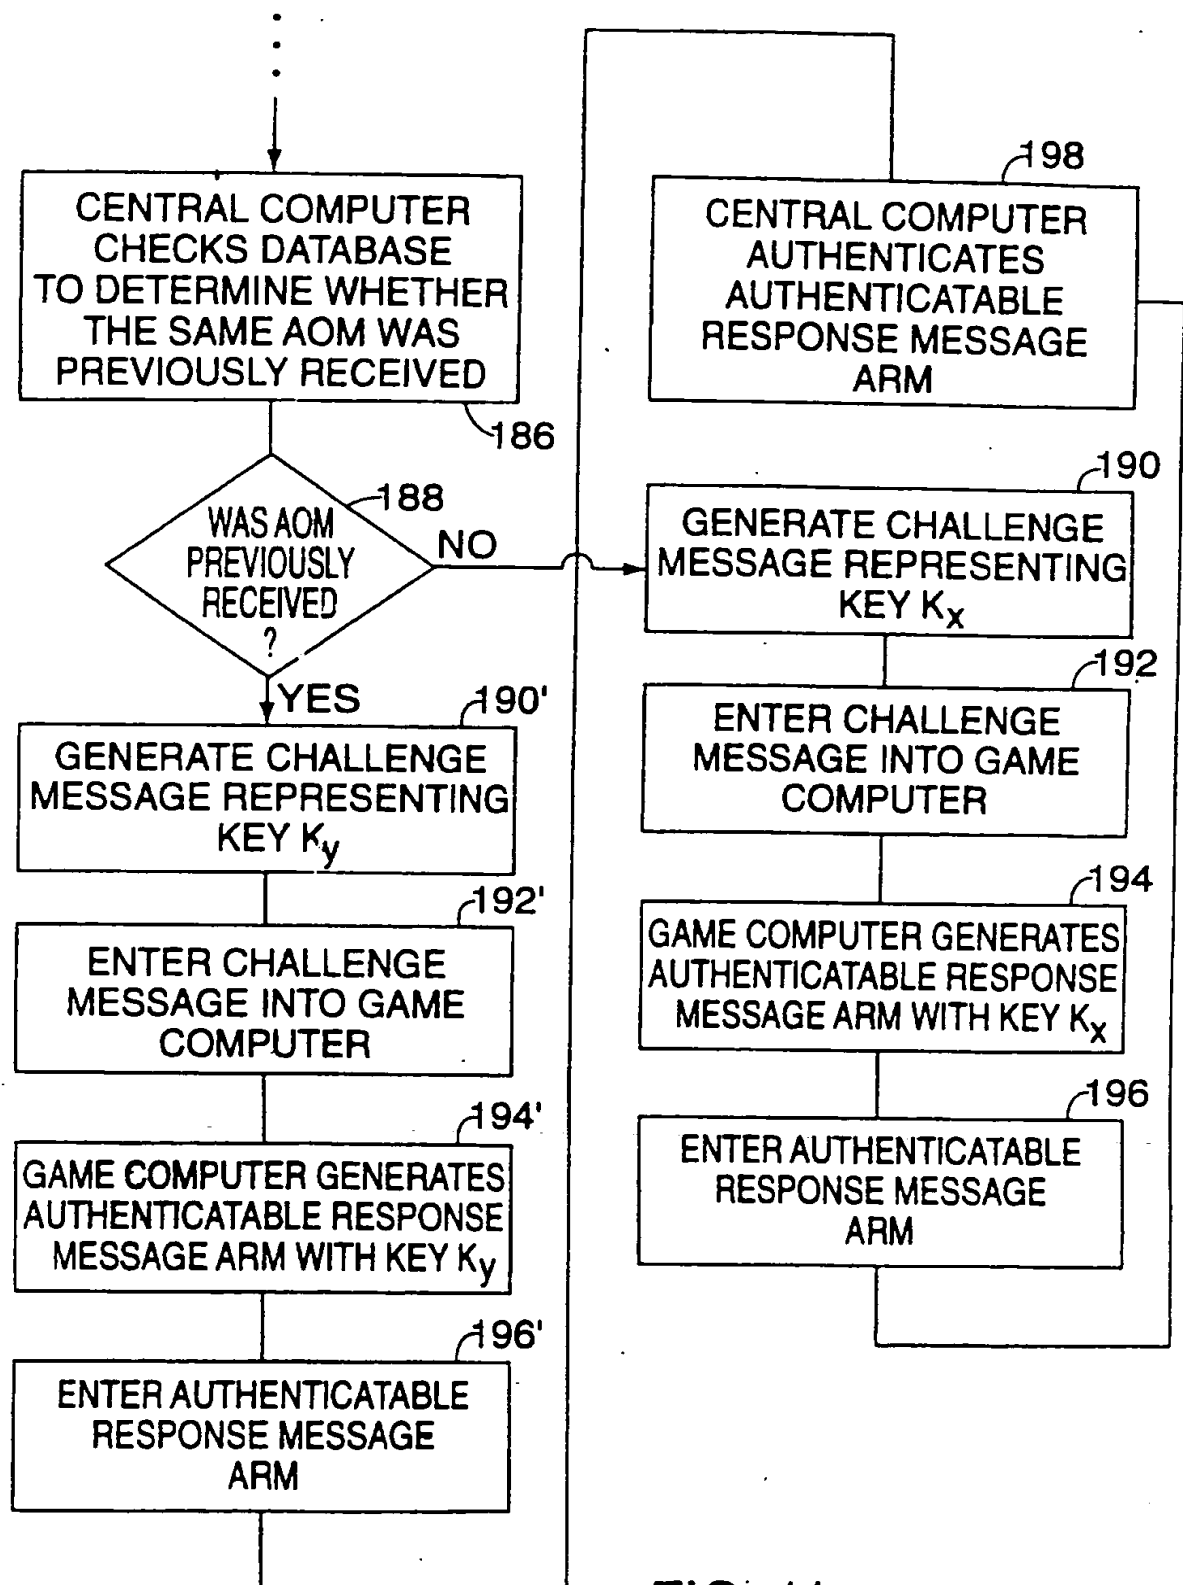 CENTRAL COMPUTER
CHECKS DATABASE
TO DETERMINE WHETHER
THE SAME AOM WAS
PREVIOUSLY RECEIVED
186
188
WAS AOM
PREVIOUSLY
RECEIVED
?
NO
YES
190'
GENERATE CHALLENGE
MESSAGE REPRESENTING
KEY Ky
192'
ENTER CHALLENGE
MESSAGE INTO GAME
COMPUTER
194'
GAME COMPUTER GENERATES
AUTHENTICATABLE RESPONSE
MESSAGE ARM WITH KEY Ky
196'
ENTER AUTHENTICATABLE
RESPONSE MESSAGE
ARM
198
CENTRAL COMPUTER
AUTHENTICATES
AUTHENTICATABLE
RESPONSE MESSAGE
ARM
190
GENERATE CHALLENGE
MESSAGE REPRESENTING
KEY Kx
192
ENTER CHALLENGE
MESSAGE INTO GAME
COMPUTER
194
GAME COMPUTER GENERATES
AUTHENTICATABLE RESPONSE
MESSAGE ARM WITH KEY Kx
196
ENTER AUTHENTICATABLE
RESPONSE MESSAGE
ARM